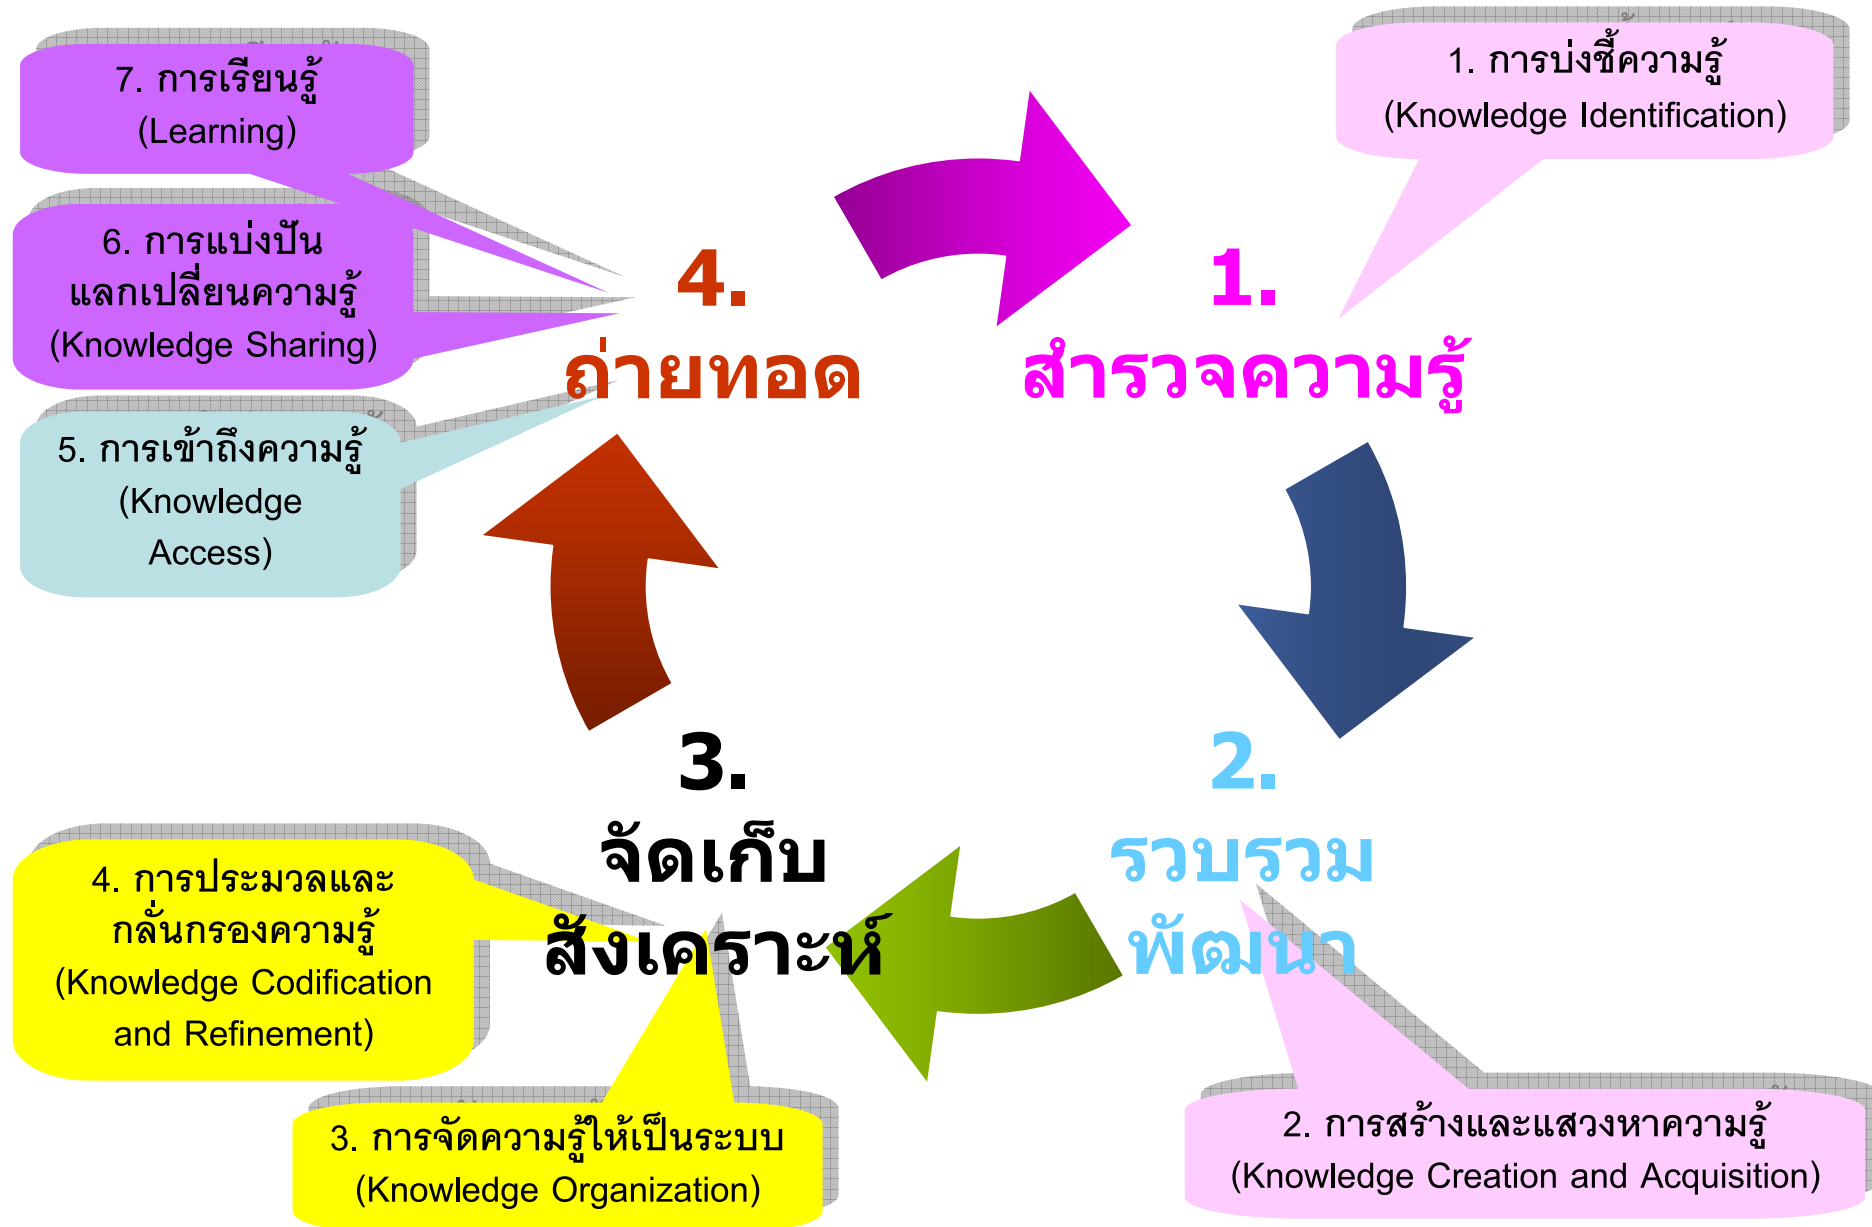 7. การเรียนรู้
(Learning)
6. การแบ่งปัน
แลกเปลี่ยนความรู้
(Knowledge Sharing)
5. การเข้าถึงความรู้
(Knowledge
Access)
4.
ถ่ายทอด
1.
สำรวจความรู้
1. การบ่งชี้ความรู้
(Knowledge Identification)
3.
จัดเก็บ
สังเคราะห์
2.
รวบรวม
พัฒนา
4. การประมวลและ
กลั่นกรองความรู้
(Knowledge Codification
and Refinement)
3. การจัดความรู้ให้เป็นระบบ
(Knowledge Organization)
2. การสร้างและแสวงหาความรู้
(Knowledge Creation and Acquisition)